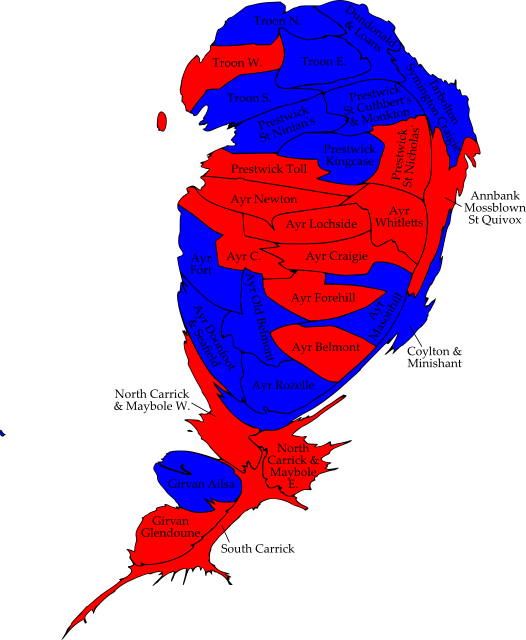 Troon N.
Dundonald
& Loans
Troon W.
Troon E.
Tarbolton
Symington Craigie
Troon S.
Prestwick
St Cuthbert's
& Monkton
Prestwick
St Ninian's
Prestwick
Kingcase
Prestwick
St Nicholas'
Prestwick Toll
Annbank
Mossblown
St Quivox
Ayr Newton
Ayr Lochside
Ayr
Whitletts
Ayr
Fort
Ayr C.
Ayr Craigie
Ayr Forehill
Ayr
Masonhill
Ayr Old Belmont
Ayr Doonfoot
& Seafield
Ayr Belmont
Coylton &
Minishant
Ayr Rozelle
North Carrick
& Maybole W.
North
Carrick &
Maybole
E.
Girvan Ailsa
Girvan
Glendoune
South Carrick